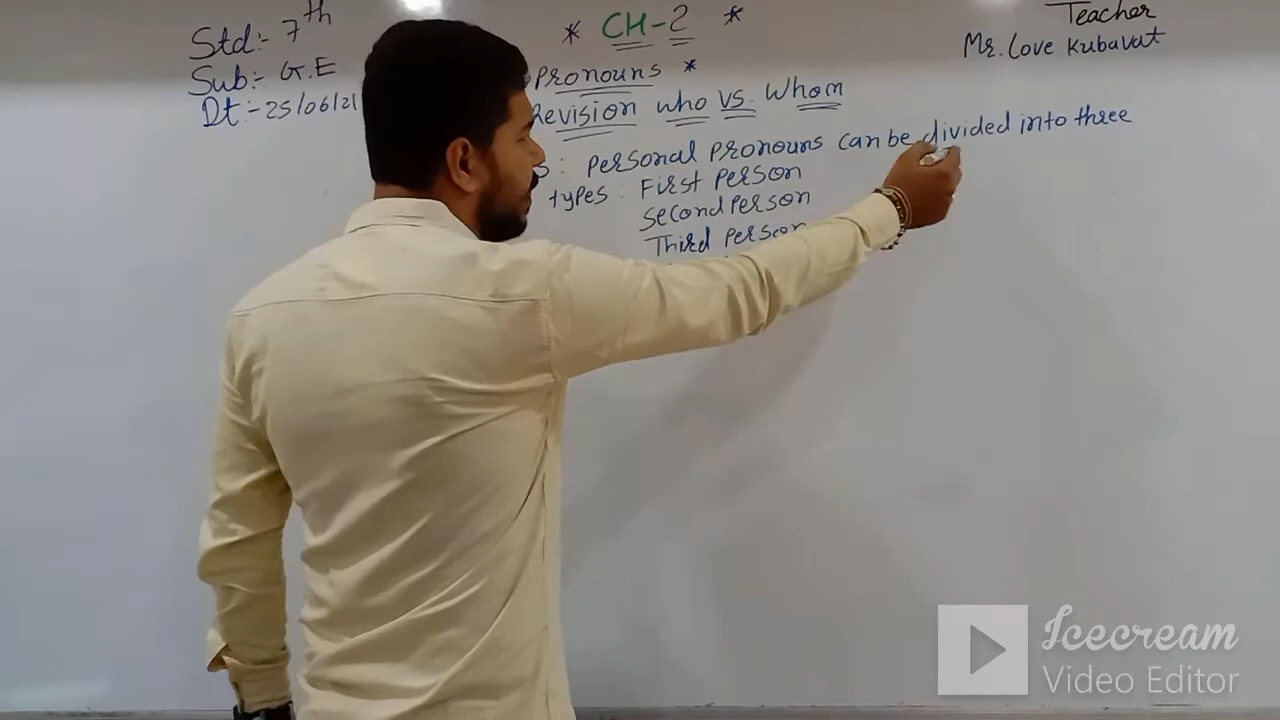 Std:- 7th
Sub:- G.E
Dt:- 25/06/21
* CH-2 *
Teacher
Mr. Love Kubavat
Pronouns *
Revision who vs. Whom
: Personal Pronouns can be divided into three
types. First Person
Second Person
Third Person
Icecream
Video Editor